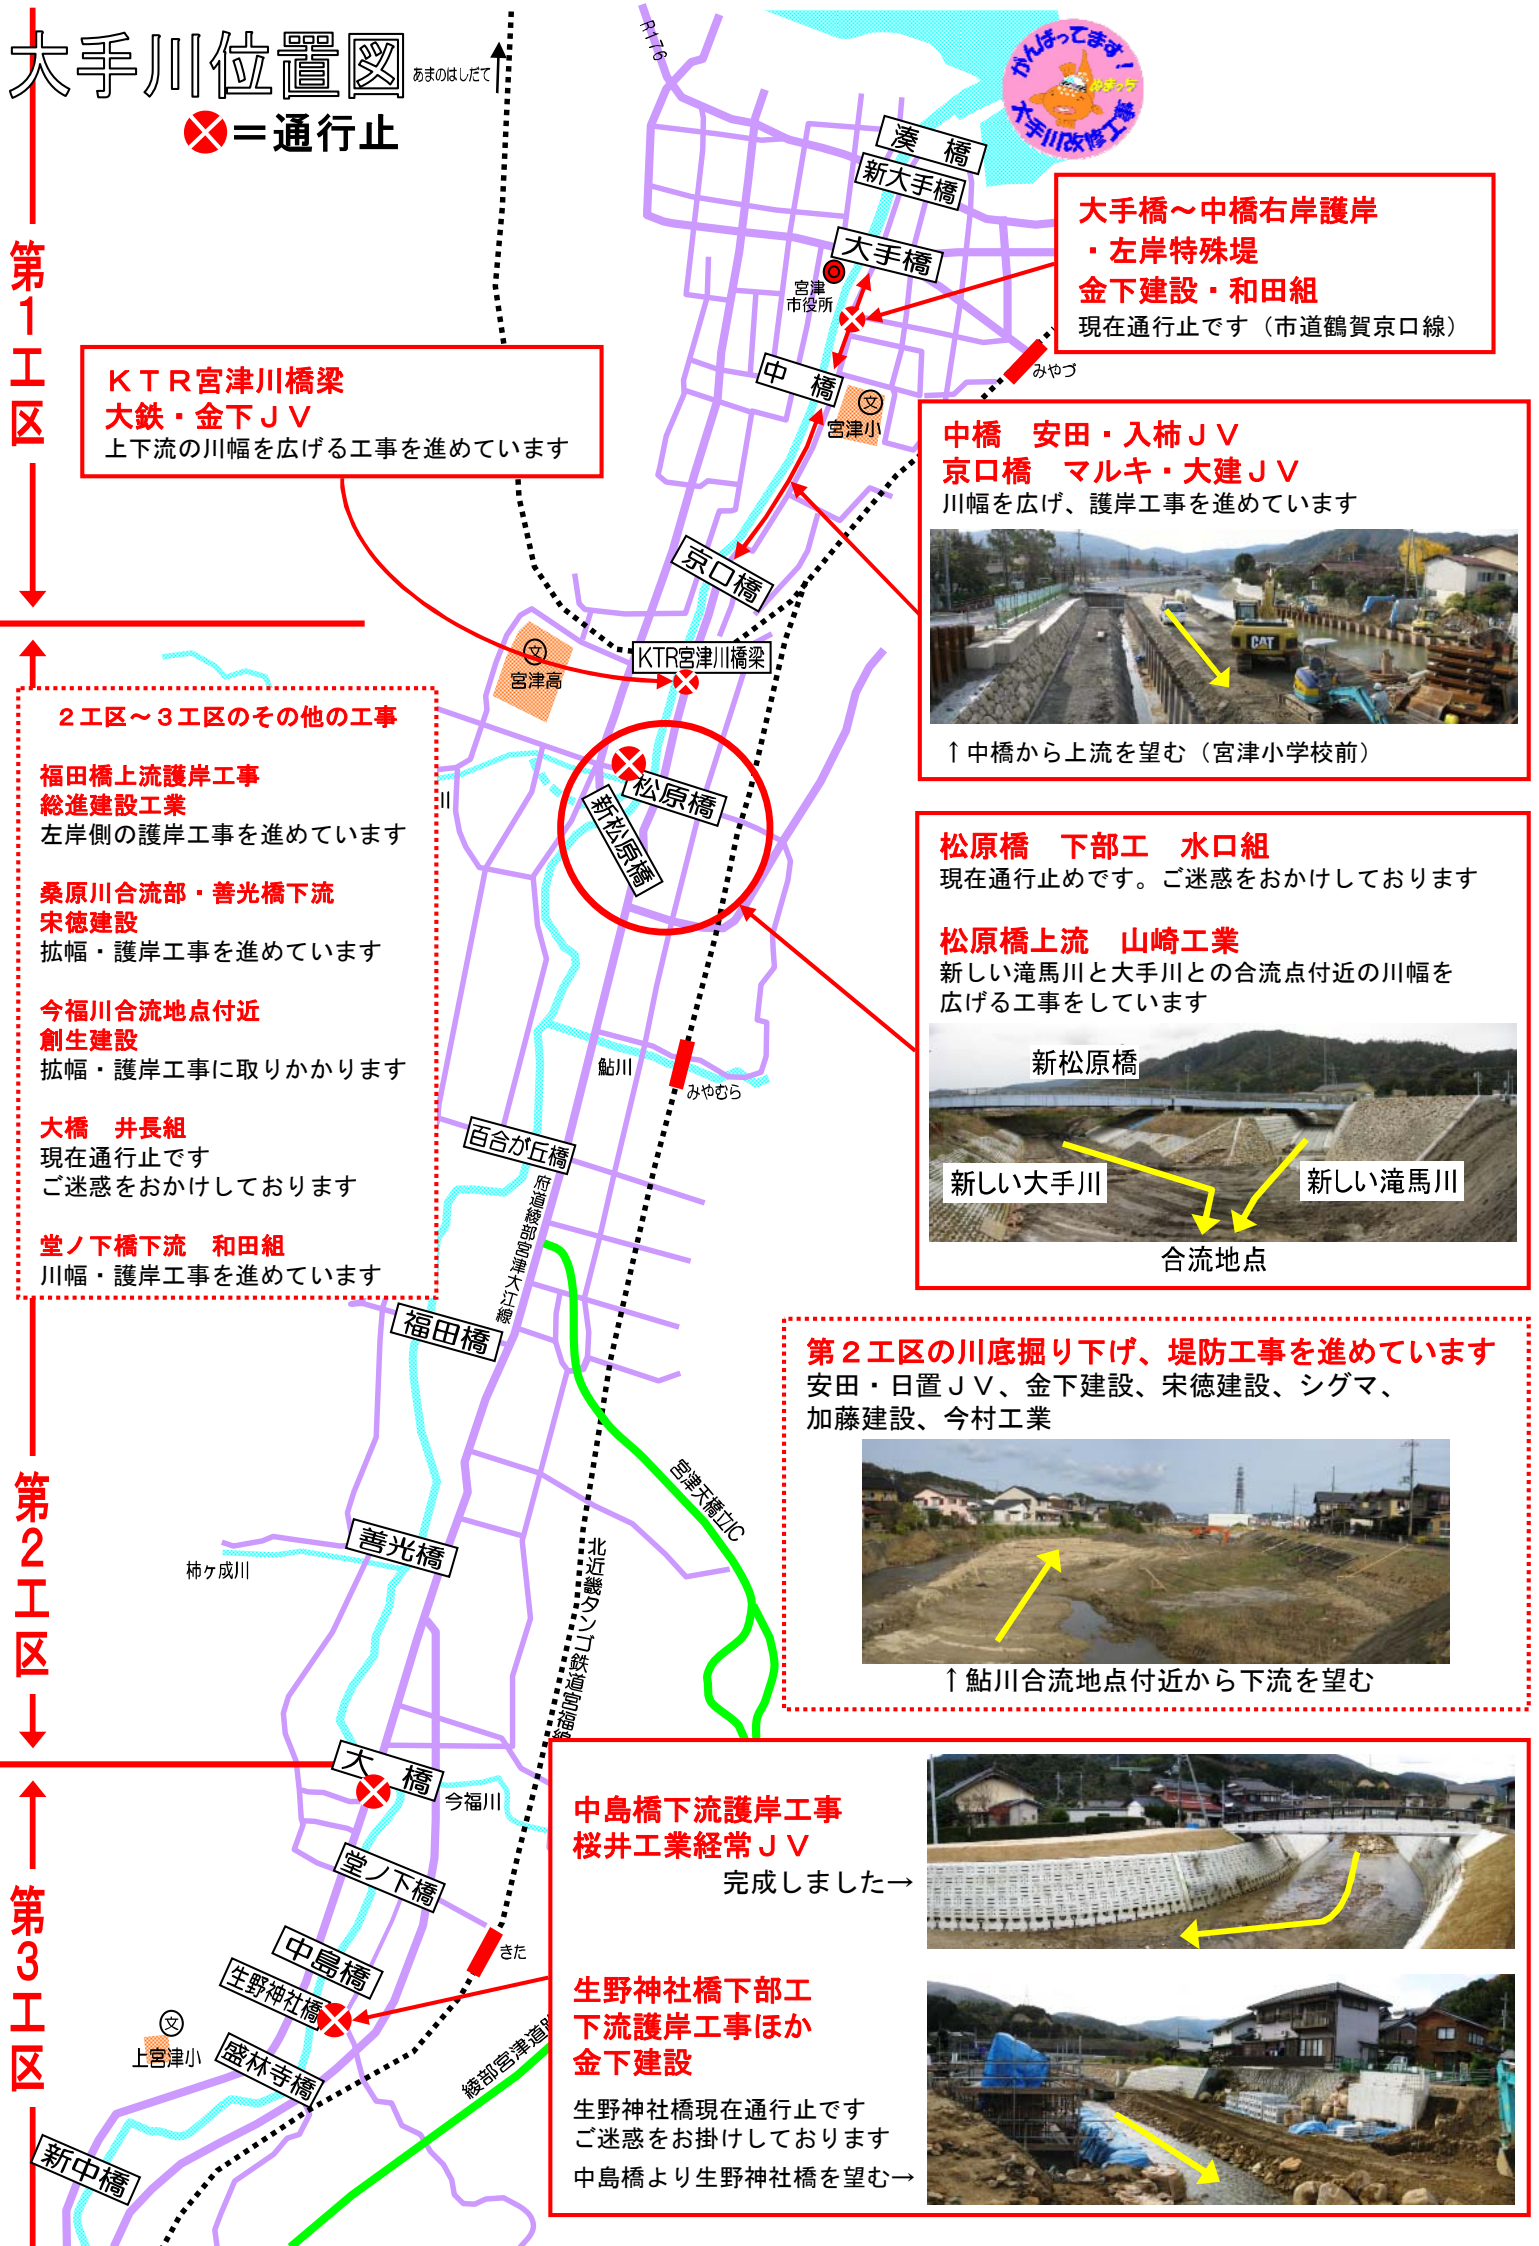 大手川位置図
あまのはしだて
＝通行止
R176
がんばってます！
ぬまっち
大手川改修工事
第1工区
湊　橋
新大手橋
大手橋
宮津
市役所
中　橋
文
宮津小
みやづ
京口橋
大手橋～中橋右岸護岸
・左岸特殊堤
金下建設・和田組
現在通行止です（市道鶴賀京口線）
ＫＴＲ宮津川橋梁
大鉄・金下ＪＶ
上下流の川幅を広げる工事を進めています
中橋　安田・入柿ＪＶ
京口橋　マルキ・大建ＪＶ
川幅を広げ、護岸工事を進めています
CAT
↑中橋から上流を望む（宮津小学校前）
文
宮津高
KTR宮津川橋梁
松原橋
新松原橋
川
２工区～３工区のその他の工事
福田橋上流護岸工事
総進建設工業
左岸側の護岸工事を進めています
桑原川合流部・善光橋下流
宋徳建設
拡幅・護岸工事を進めています
今福川合流地点付近
創生建設
拡幅・護岸工事に取りかかります
大橋　井長組
現在通行止です
ご迷惑をおかけしております
堂ノ下橋下流　和田組
川幅・護岸工事を進めています
松原橋　下部工　水口組
現在通行止めです。ご迷惑をおかけしております
松原橋上流　山崎工業
新しい滝馬川と大手川との合流点付近の川幅を
広げる工事をしています
新松原橋
新しい大手川
新しい滝馬川
合流地点
鮎川
みやむら
百合が丘橋
府道綾部宮津大江線
福田橋
第２工区の川底掘り下げ、堤防工事を進めています
安田・日置ＪＶ、金下建設、宋徳建設、シグマ、
加藤建設、今村工業
↑鮎川合流地点付近から下流を望む
宮津天橋立IC
第2工区
善光橋
柿ヶ成川
北近畿タンゴ鉄道宮福線
大　橋
今福川
堂ノ下橋
きた
中島橋
生野神社橋
第3工区
文
上宮津小
盛林寺橋
綾部宮津道路
新中橋
中島橋下流護岸工事
桜井工業経常ＪＶ
完成しました→
生野神社橋下部工
下流護岸工事ほか
金下建設
生野神社橋現在通行止です
ご迷惑をお掛けしております
中島橋より生野神社橋を望む→